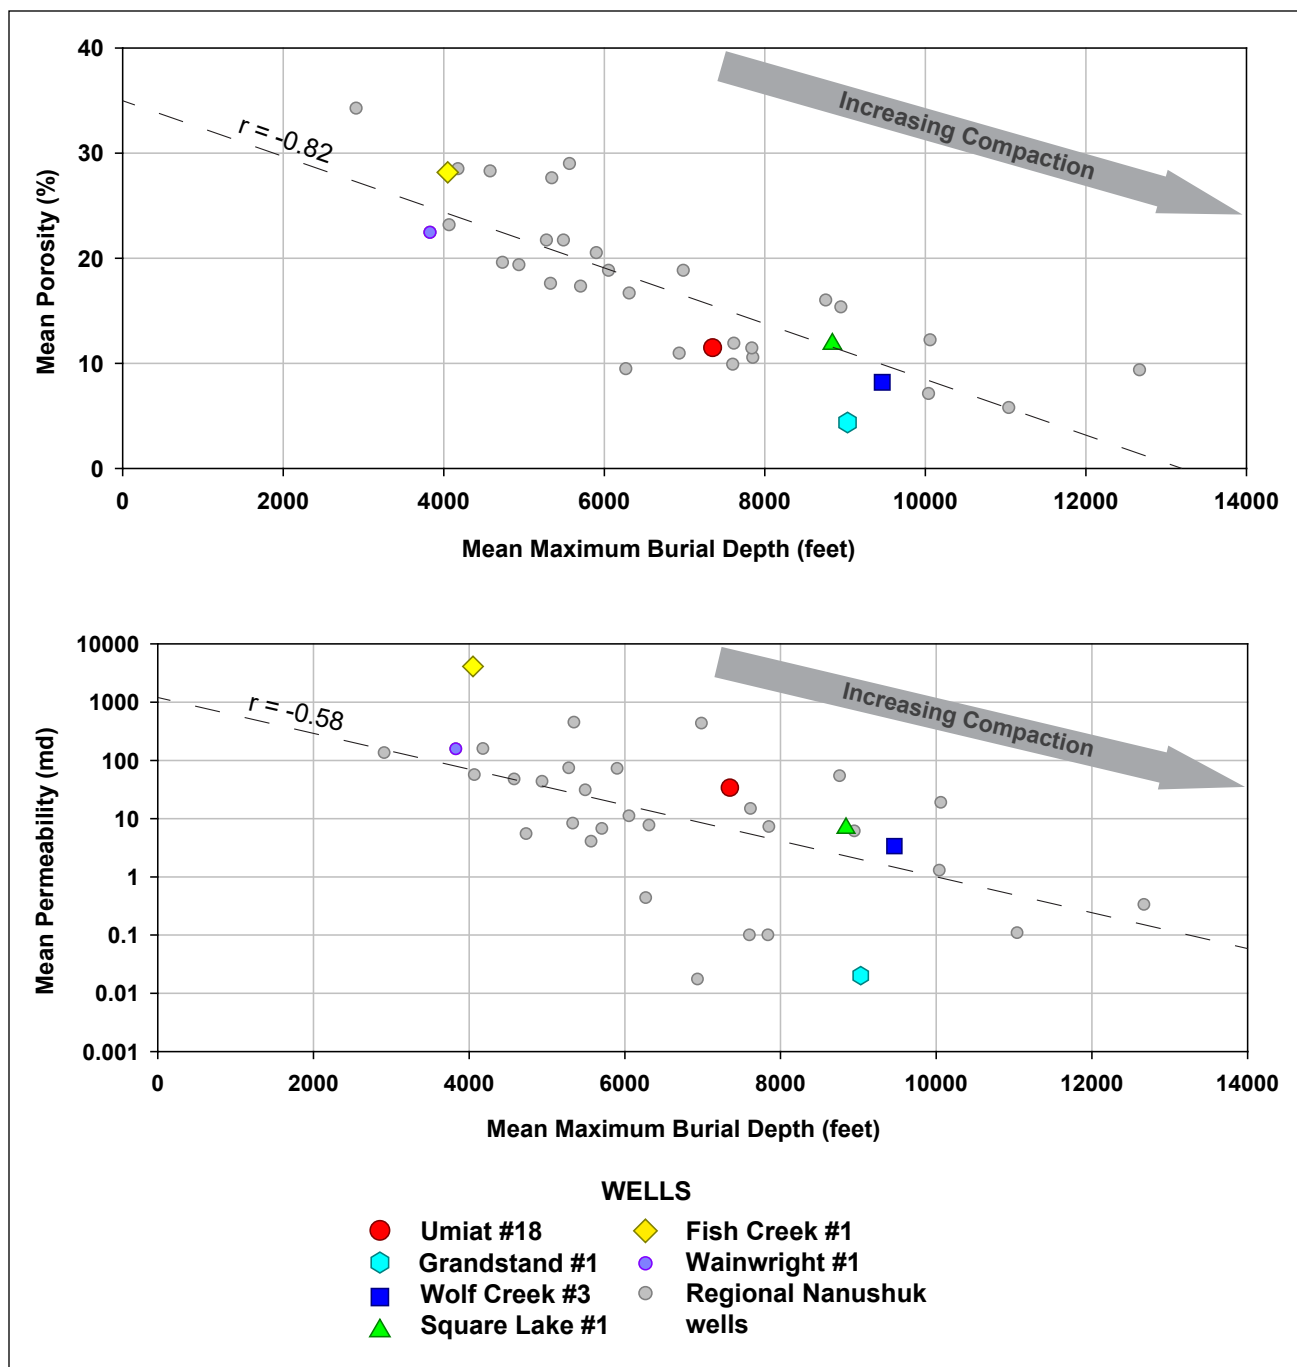 40
30
20
10
0
Mean Porosity (%)
r = -0.82
Increasing Compaction
0 2000 4000 6000 8000 10000 12000 14000
Mean Maximum Burial Depth (feet)
10000
1000
100
10
1
0.1
0.01
0.001
Mean Permeability (md)
r = -0.58
Increasing Compaction
0 2000 4000 6000 8000 10000 12000 14000
Mean Maximum Burial Depth (feet)
WELLS
Umiat #18
Grandstand #1
Wolf Creek #3
Square Lake #1
Fish Creek #1
Wainwright #1
Regional Nanushuk
wells